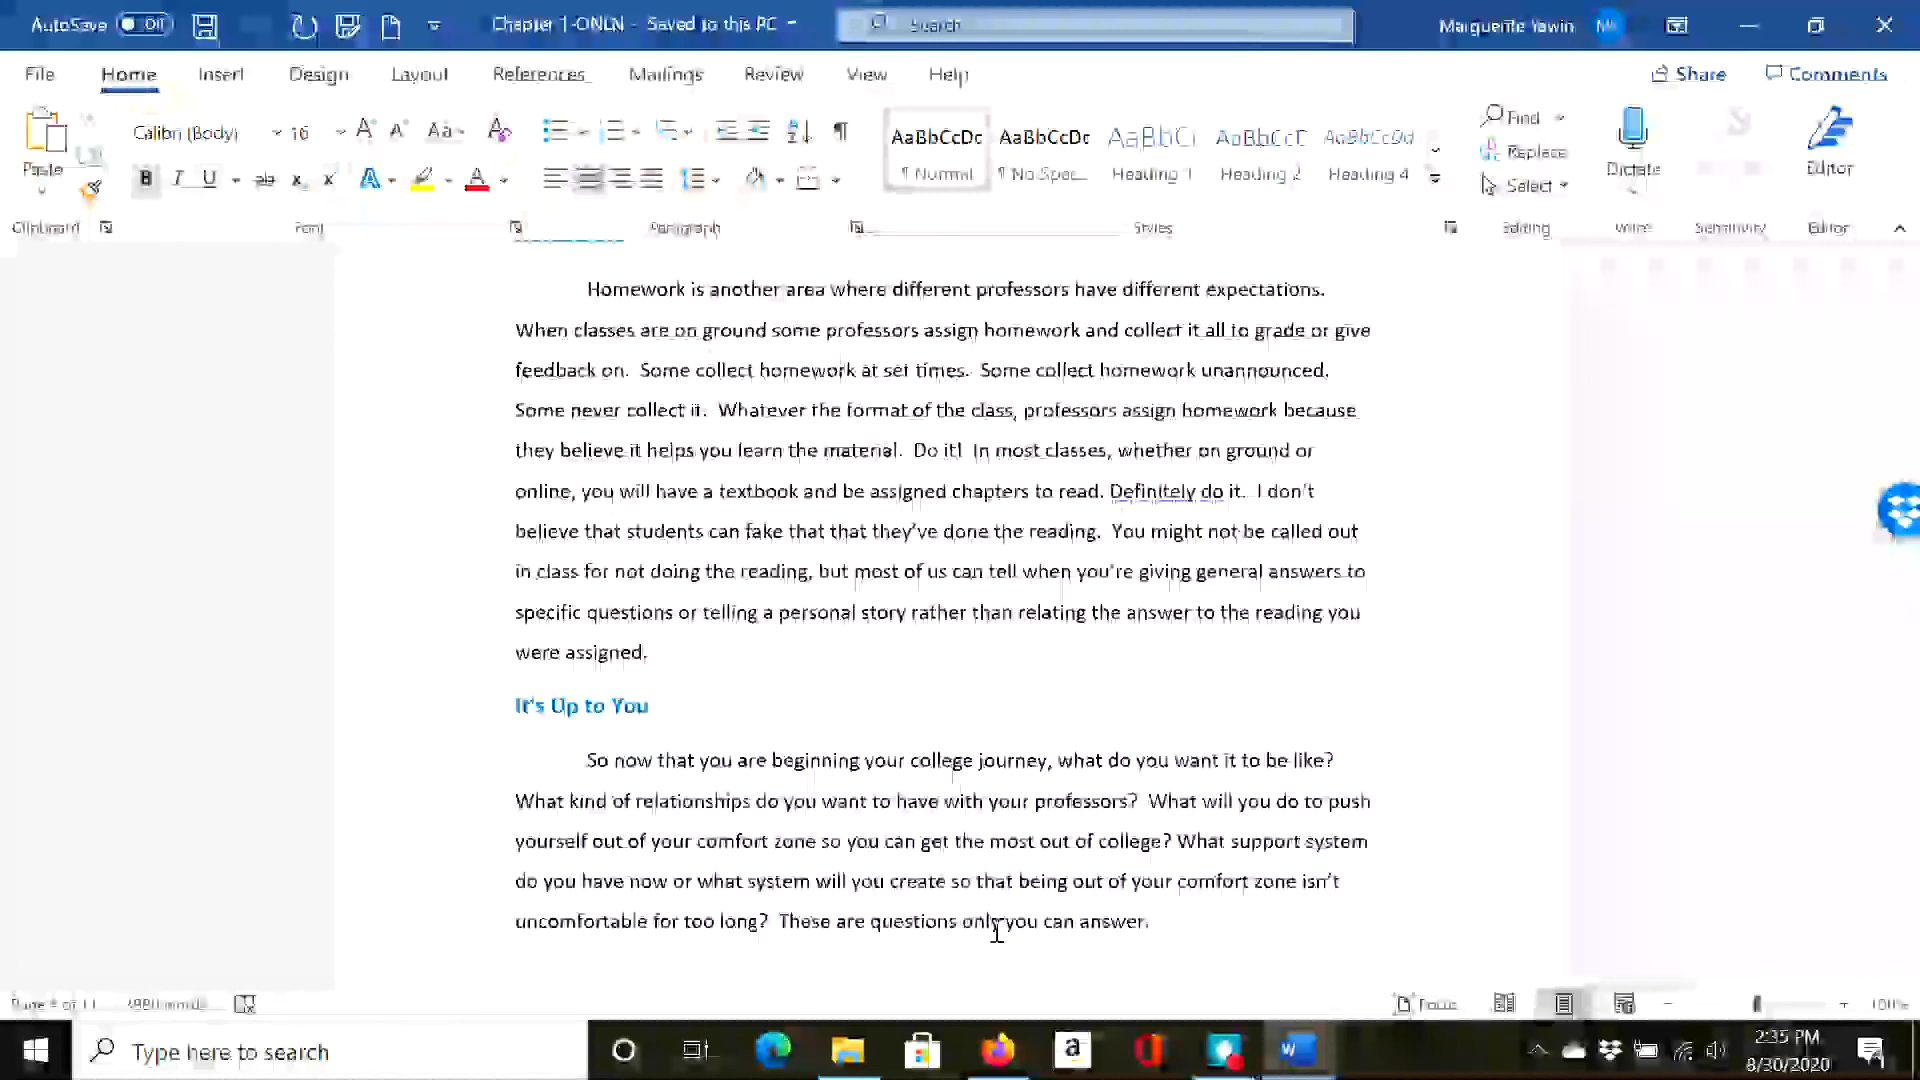 AutoSave Off Chapter 1-ONLN - Saved to this PC Search Marguerite Yawin
File Home Insert Design Layout References Mailings Review View Help Share Comments
Calibri (Body) 16 Aa
Paste
B I U ab x x A A
AaBbCcDc AaBbCcDc AaBbC AaBbCcD AaBbCcDd
¶ Normal ¶ No Spac... Heading 1 Heading 2 Heading 4
Find
Replace
Select
Dictate
Editor
Clipboard Font Paragraph Styles Editing Voice Sensitivity Editor
Homework is another area where different professors have different expectations.
When classes are on ground some professors assign homework and collect it all to grade or give
feedback on. Some collect homework at set times. Some collect homework unannounced.
Some never collect it. Whatever the format of the class, professors assign homework because
they believe it helps you learn the material. Do it! In most classes, whether on ground or
online, you will have a textbook and be assigned chapters to read. Definitely do it. I don't
believe that students can fake that that they've done the reading. You might not be called out
in class for not doing the reading, but most of us can tell when you're giving general answers to
specific questions or telling a personal story rather than relating the answer to the reading you
were assigned.
It's Up to You
So now that you are beginning your college journey, what do you want it to be like?
What kind of relationships do you want to have with your professors? What will you do to push
yourself out of your comfort zone so you can get the most out of college? What support system
do you have now or what system will you create so that being out of your comfort zone isn't
uncomfortable for too long? These are questions only you can answer.
Focus 100%
Type here to search
2:35 PM
8/30/2020